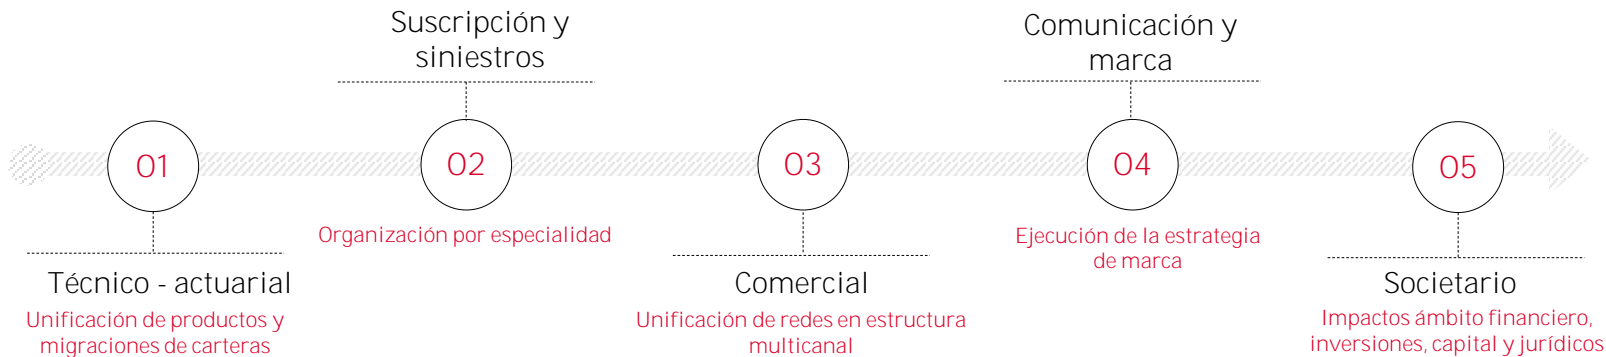 01
Técnico - actuarial
Unificación de productos y
migraciones de carteras
Suscripción y
siniestros
02
Organización por especialidad
03
Comercial
Unificación de redes en estructura
multicanal
Comunicación y
marca
04
Ejecución de la estrategia
de marca
05
Societario
Impactos ámbito financiero,
inversiones, capital y jurídicos